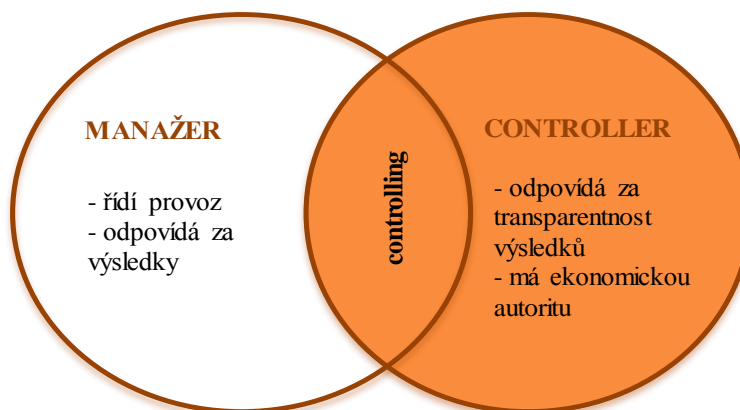 MANAŽER
- řídí provoz
- odpovídá za
výsledky
controlling
CONTROLLER
- odpovídá za
transparentnost
výsledků
- má ekonomickou
autoritu